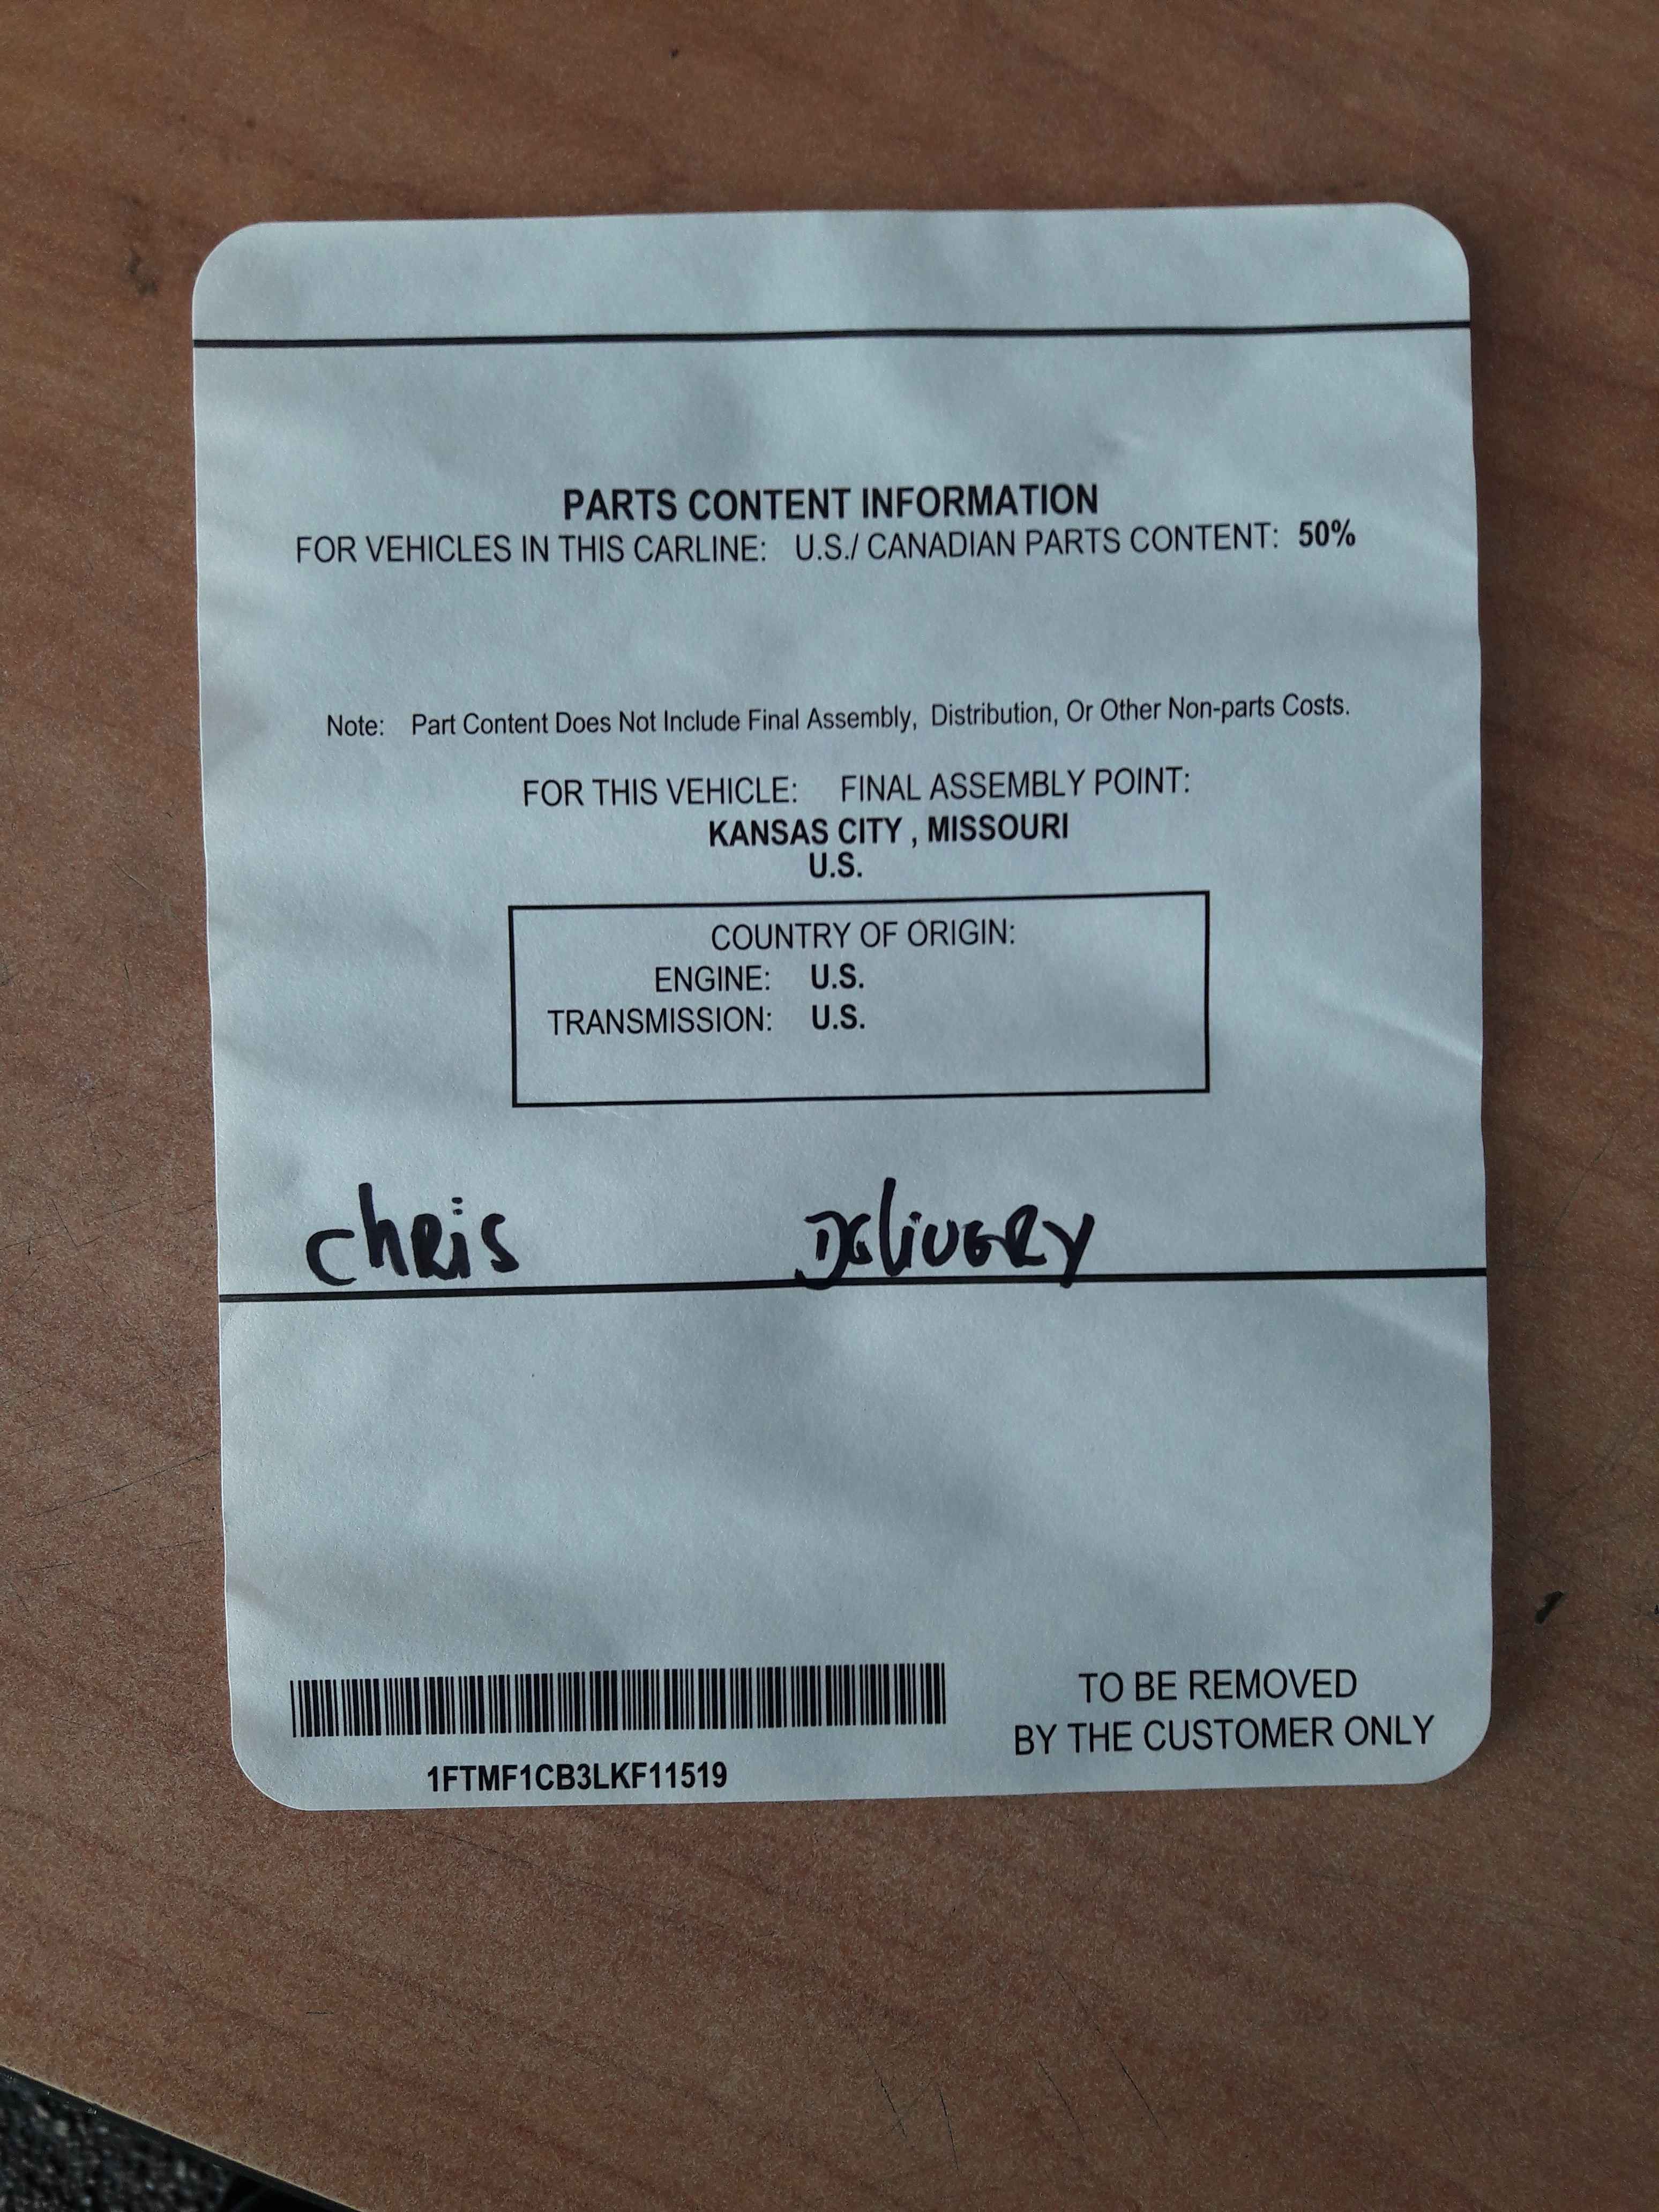 PARTS CONTENT INFORMATION
FOR VEHICLES IN THIS CARLINE: U.S./ CANADIAN PARTS CONTENT: 50%
Note: Part Content Does Not Include Final Assembly, Distribution, Or Other Non-parts Costs.
FOR THIS VEHICLE: FINAL ASSEMBLY POINT:
KANSAS CITY , MISSOURI
U.S.
COUNTRY OF ORIGIN:
ENGINE: U.S.
TRANSMISSION: U.S.
Chris Delivery
TO BE REMOVED
BY THE CUSTOMER ONLY
1FTMF1CB3LKF11519